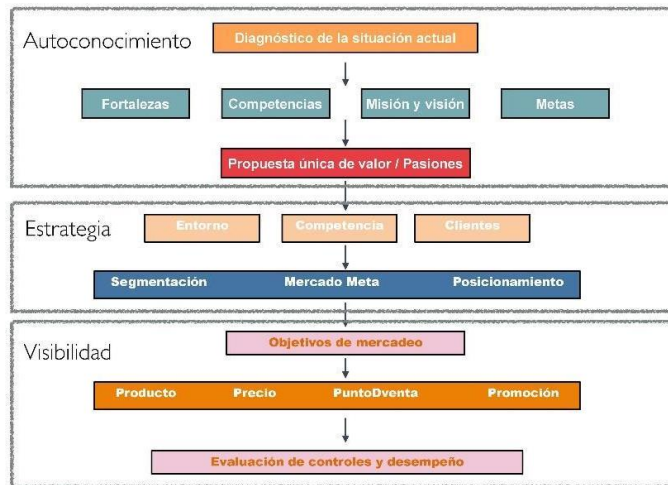 Autoconocimiento
Diagnóstico de la situación actual
Fortalezas Competencias Misión y visión Metas
Propuesta única de valor / Pasiones
Estrategia
Entorno Competencia Clientes
Segmentación Mercado Meta Posicionamiento
Visibilidad
Objetivos de mercadeo
Producto Precio PuntoDventa Promoción
Evaluación de controles y desempeño